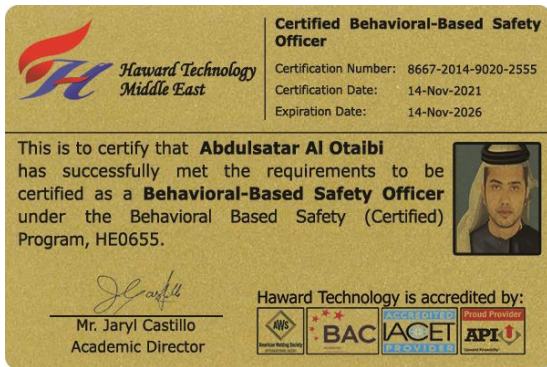 Haward Technology
Middle East
Certified Behavioral-Based Safety
Officer
Certification Number: 8667-2014-9020-2555
Certification Date: 14-Nov-2021
Expiration Date: 14-Nov-2026
This is to certify that Abdulsatar Al Otaibi
has successfully met the requirements to be
certified as a Behavioral-Based Safety Officer
under the Behavioral Based Safety (Certified)
Program, HE0655.
Mr. Jaryl Castillo
Academic Director
Haward Technology is accredited by:
AWS
American Welding Society
BAC
ACCREDITED
IACET
PROVIDER
Proud Provider
API